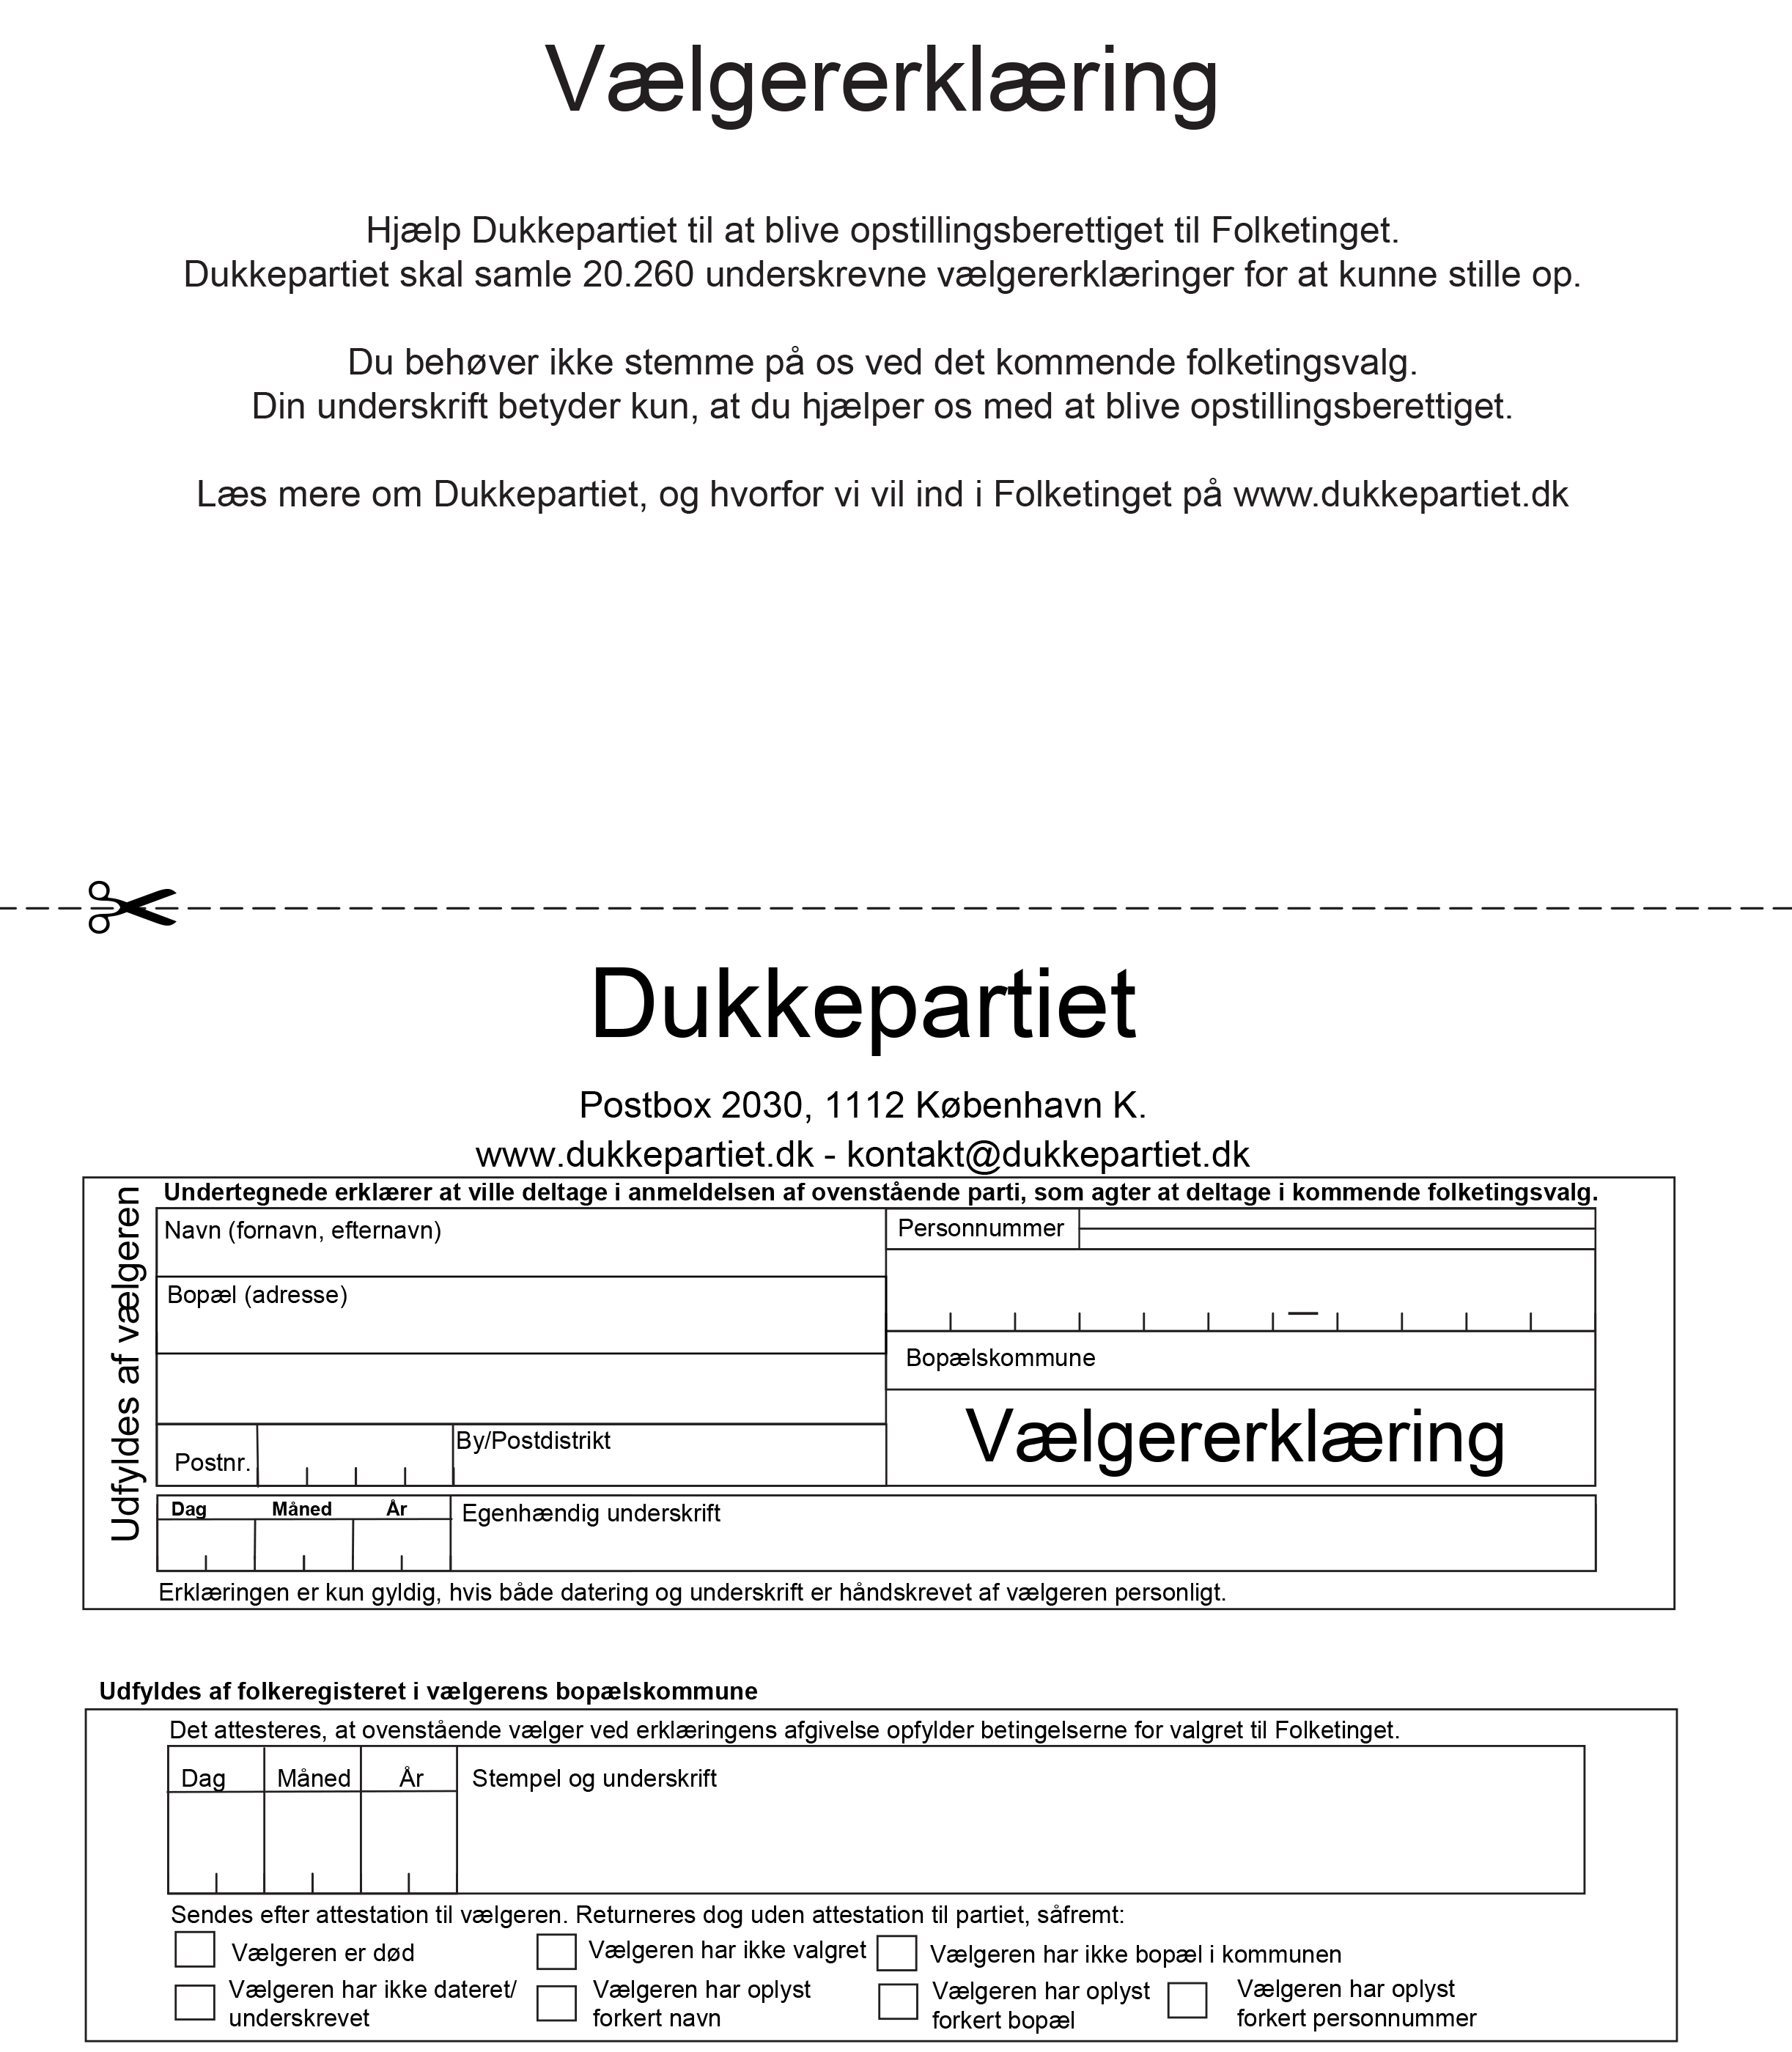 Vælgererklæring
Hjælp Dukkepartiet til at blive opstillingsberettiget til Folketinget.
Dukkepartiet skal samle 20.260 underskrevne vælgererklæringer for at kunne stille op.
Du behøver ikke stemme på os ved det kommende folketingsvalg.
Din underskrift betyder kun, at du hjælper os med at blive opstillingsberettiget.
Læs mere om Dukkepartiet, og hvorfor vi vil ind i Folketinget på www.dukkepartiet.dk
Dukkepartiet
Postbox 2030, 1112 København K.
www.dukkepartiet.dk - kontakt@dukkepartiet.dk
Udfyldes af vælgeren
Undertegnede erklærer at ville deltage i anmeldelsen af ovenstående parti, som agter at deltage i kommende folketingsvalg.
Navn (fornavn, efternavn)
Personnummer
Bopæl (adresse)
Bopælskommune
Vælgererklæring
Postnr.
By/Postdistrikt
Dag Måned År
Egenhændig underskrift
Erklæringen er kun gyldig, hvis både datering og underskrift er håndskrevet af vælgeren personligt.
Udfyldes af folkeregisteret i vælgerens bopælskommune
Det attesteres, at ovenstående vælger ved erklæringens afgivelse opfylder betingelserne for valgret til Folketinget.
Dag Måned År
Stempel og underskrift
Sendes efter attestation til vælgeren. Returneres dog uden attestation til partiet, såfremt:
Vælgeren er død
Vælgeren har ikke valgret
Vælgeren har ikke bopæl i kommunen
Vælgeren har ikke dateret/
underskrevet
Vælgeren har oplyst
forkert navn
Vælgeren har oplyst
forkert bopæl
Vælgeren har oplyst
forkert personnummer